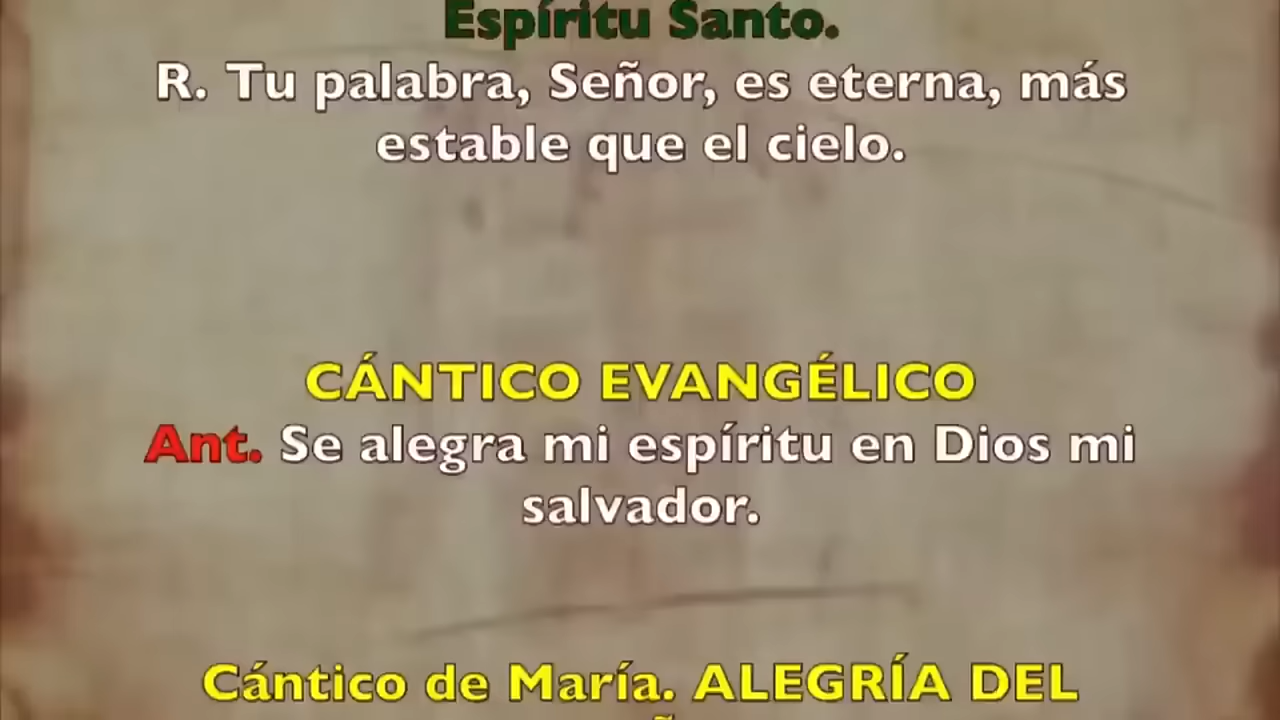 Espíritu Santo.
R. Tu palabra, Señor, es eterna, más
estable que el cielo.
CÁNTICO EVANGÉLICO
Ant. Se alegra mi espíritu en Dios mi
salvador.
Cántico de María. ALEGRÍA DEL